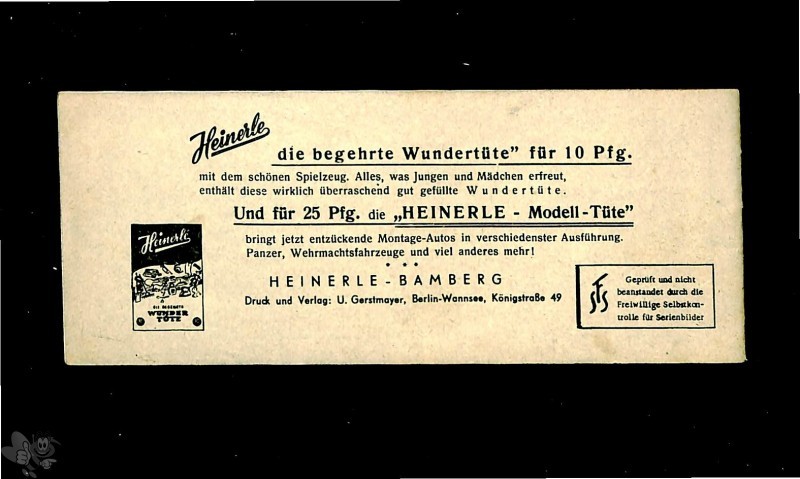 Heinerle
die begehrte Wundertüte” für 10 Pfg.
mit dem schönen Spielzeug. Alles, was Jungen und Mädchen erfreut,
enthält diese wirklich überraschend gut gefüllte Wundertüte.
Und für 25 Pfg. die „HEINERLE - Modell-Tüte”
bringt jetzt entzückende Montage-Autos in verschiedenster Ausführung.
Panzer, Wehrmachtsfahrzeuge und viel anderes mehr!
• • •
HEINERLE - BAMBERG
Druck und Verlag: U. Gerstmayer, Berlin-Wannsee, Königstraße 49
Heinerle
DIE BEGEHRTE
WUNDER
TÜTE
FSS
Geprüft und nicht
beanstandet durch die
Freiwillige Selbstkon-
trolle für Serienbilder